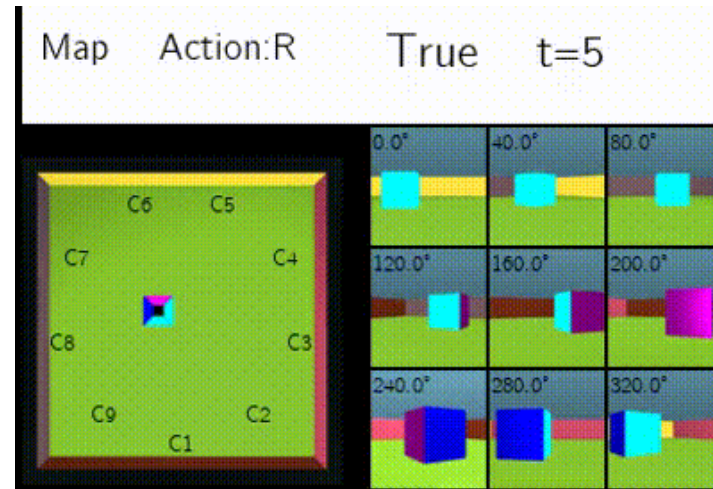 Map Action:R True t=5
0.0° 40.0° 80.0°
C6 C5
C7 C4
120.0° 160.0° 200.0°
C8 C3
240.0° 280.0° 320.0°
C9 C2
C1